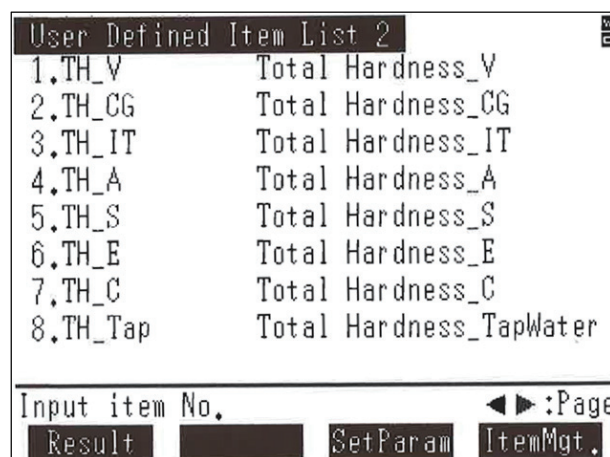 User Defined Item List 2
1.TH_V Total Hardness_V
2.TH_CG Total Hardness_CG
3.TH_IT Total Hardness_IT
4.TH_A Total Hardness_A
5.TH_S Total Hardness_S
6.TH_E Total Hardness_E
7.TH_C Total Hardness_C
8.TH_Tap Total Hardness_TapWater
Input item No. ◀▶:Page
Result SetParam ItemMgt.